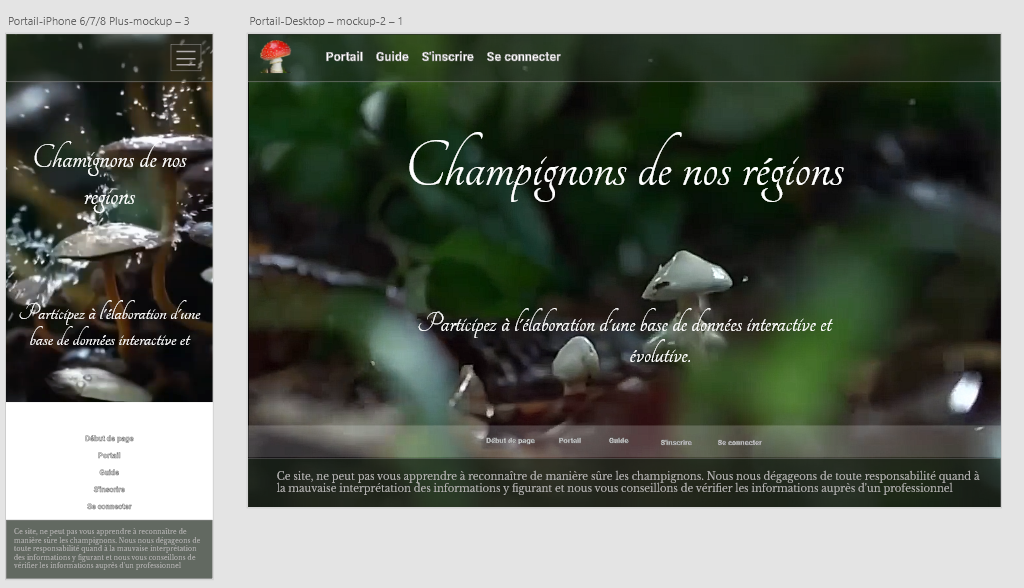 Portail-iPhone 6/7/8 Plus-mockup – 3
Chamignons de nos
régions
Participez à l'élaboration d'une
base de données interactive et
Début de page
Portail
Guide
S'inscrire
Se connecter
Ce site, ne peut pas vous apprendre à reconnaître de
manière sûre les champignons. Nous nous dégageons de
toute responsabilité quand à la mauvaise interprétation
des informations y figurant et nous vous conseillons de
vérifier les informations auprès d'un professionnel
Portail-Desktop – mockup-2 – 1
Portail Guide S'inscrire Se connecter
Champignons de nos régions
Participez à l'élaboration d'une base de données interactive et
évolutive.
Début de page Portail Guide S'inscrire Se connecter
Ce site, ne peut pas vous apprendre à reconnaître de manière sûre les champignons. Nous nous dégageons de toute responsabilité quand à
la mauvaise interprétation des informations y figurant et nous vous conseillons de vérifier les informations auprès d'un professionnel